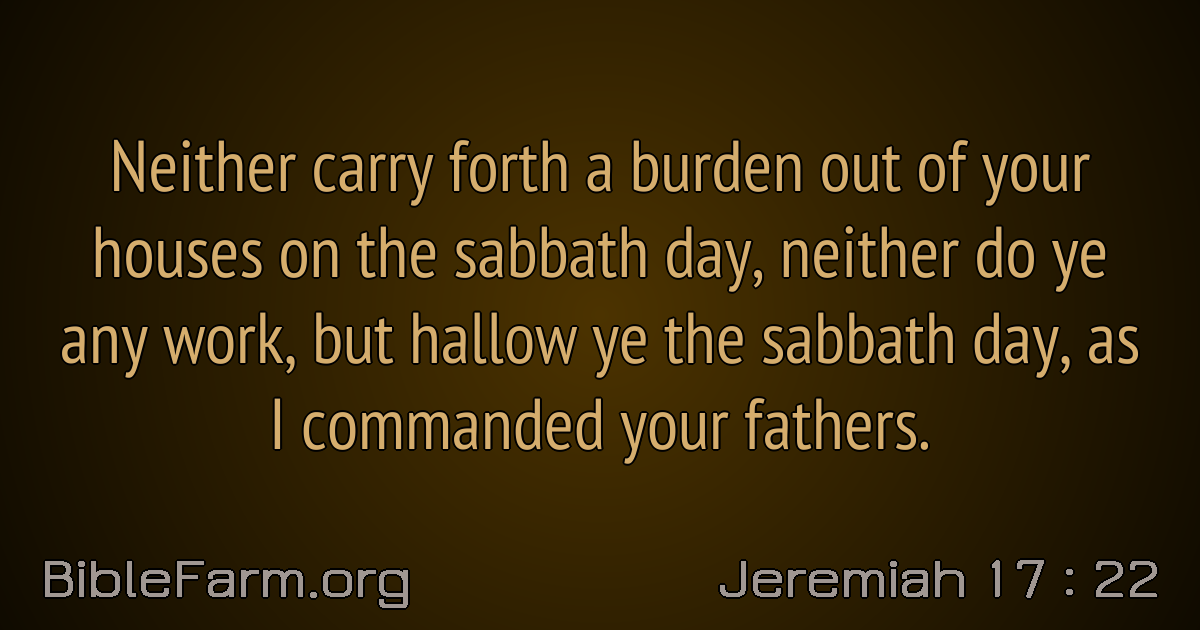 Neither carry forth a burden out of your
houses on the sabbath day, neither do ye
any work, but hallow ye the sabbath day, as
I commanded your fathers.
BibleFarm.org
Jeremiah 17 : 22